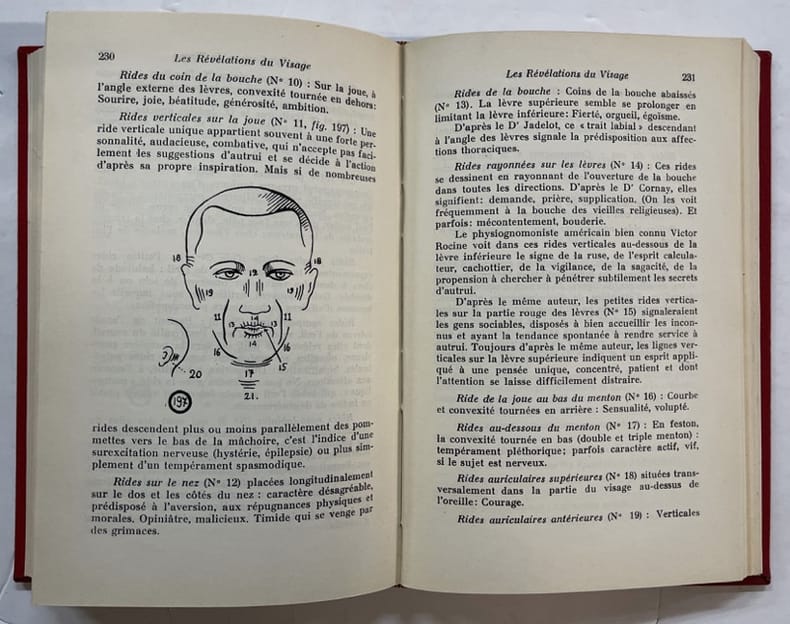 230
Les Révélations du Visage
Rides du coin de la bouche (N° 10) : Sur la joue, à
l'angle externe des lèvres, convexité tournée en dehors:
Sourire, joie, béatitude, générosité, ambition.
Rides verticales sur la joue (N° 11, fig. 197) : Une
ride verticale unique appartient souvent à une forte per-
sonnalité, audacieuse, combative, qui n'accepte pas faci-
lement les suggestions d'autrui et se décide à l'action
d'après sa propre inspiration. Mais si de nombreuses
18
18
12
19
19
11
11
14
13
13
14
16
16
15
20
17
21.
197
rides descendent plus ou moins parallèlement des pom-
mettes vers le bas de la mâchoire, c'est l'indice d'une
surexcitation nerveuse (hystérie, épilepsie) ou plus sim-
plement d'un tempérament spasmodique.
Rides sur le nez (N° 12) placées longitudinalement
sur le dos et les côtés du nez : caractère désagréable,
prédisposé à l'aversion, aux répugnances physiques et
morales. Opiniâtre, malicieux. Timide qui se venge par
des grimaces.
Les Révélations du Visage
231
Rides de la bouche : Coins de la bouche abaissés
(N° 13). La lèvre supérieure semble se prolonger en
limitant la lèvre inférieure: Fierté, orgueil, égoïsme.
D'après le Dr Jadelot, ce « trait labial » descendant
à l'angle des lèvres signale la prédisposition aux affec-
tions thoraciques.
Rides rayonnées sur les lèvres (N° 14) : Ces rides
se dessinent en rayonnant de l'ouverture de la bouche
dans toutes les directions. D'après le Dr Cornay, elles
signifient: demande, prière, supplication. (On les voit
fréquemment à la bouche des vieilles religieuses). Et
parfois: mécontentement, bouderie.
Le physiognomoniste américain bien connu Victor
Rocine voit dans ces rides verticales au-dessous de la
lèvre inférieure le signe de la ruse, de l'esprit calcula-
teur, cachottier, de la vigilance, de la sagacité, de la
propension à chercher à pénétrer subtilement les secrets
d'autrui.
D'après le même auteur, les petites rides vertica-
les sur la partie rouge des lèvres (N° 15) signaleraient
les gens sociables, disposés à bien accueillir les incon-
nus et ayant la tendance spontanée à rendre service à
autrui. Toujours d'après le même auteur, les lignes ver-
ticales sur la lèvre supérieure indiquent un esprit appli-
qué à une pensée unique, concentré, patient et dont
l'attention se laisse difficilement distraire.
Ride de la joue au bas du menton (N° 16) : Courbe
et convexité tournées en arrière : Sensualité, volupté.
Rides au-dessous du menton (N° 17) : En feston,
la convexité tournée en bas (double et triple menton) :
tempérament pléthorique; parfois caractère actif, vif,
si le sujet est nerveux.
Rides auriculaires supérieures (N° 18) situées trans-
versalement dans la partie du visage au-dessus de
l'oreille: Courage.
Rides auriculaires antérieures (N° 19) : Verticales